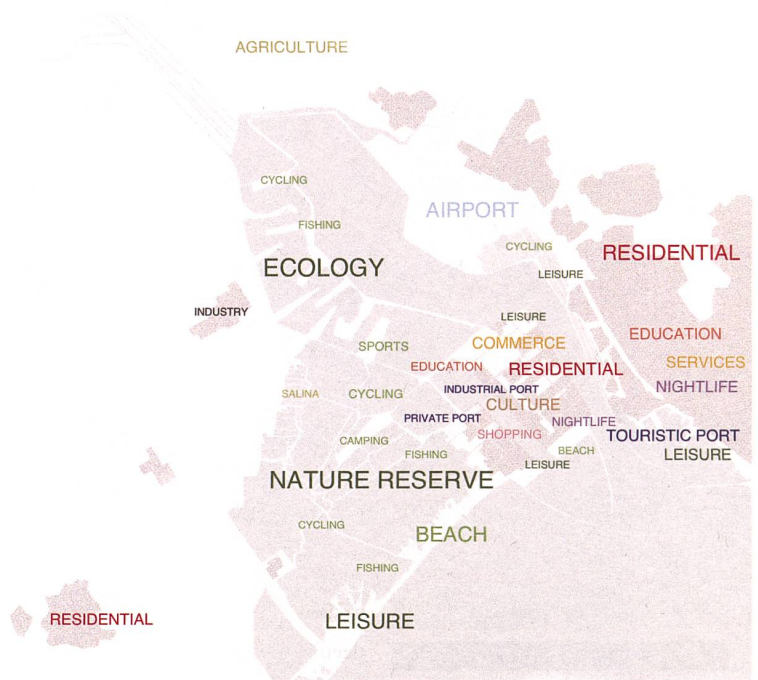 AGRICULTURE
CYCLING
AIRPORT
FISHING
CYCLING
RESIDENTIAL
ECOLOGY
LEISURE
INDUSTRY
LEISURE
EDUCATION
COMMERCE
SPORTS
SERVICES
EDUCATION
RESIDENTIAL
NIGHTLIFE
INDUSTRIAL PORT
SALINA
CYCLING
CULTURE
PRIVATE PORT
NIGHTLIFE
SHOPPING
TOURISTIC PORT
CAMPING
BEACH
LEISURE
FISHING
LEISURE
NATURE RESERVE
CYCLING
BEACH
FISHING
RESIDENTIAL
LEISURE